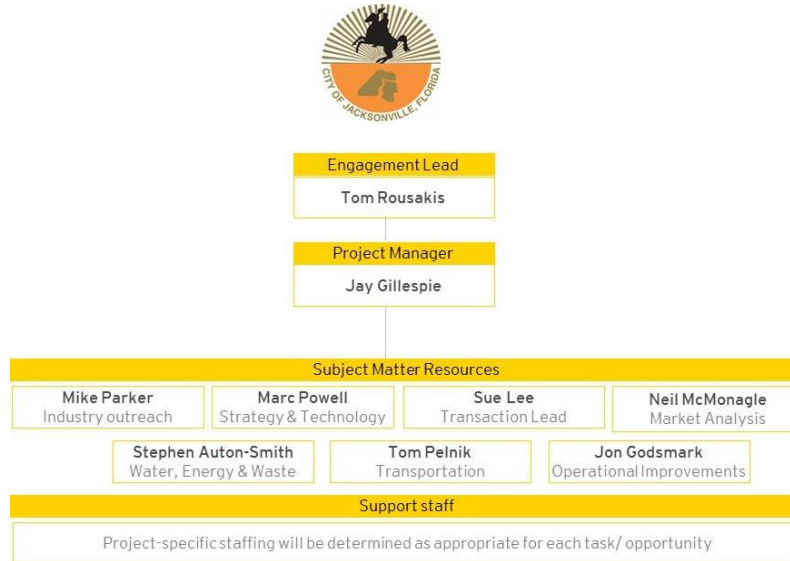 CITY OF JACKSONVILLE, FLORIDA
Engagement Lead
Tom Rousakis
Project Manager
Jay Gillespie
Subject Matter Resources
Mike Parker
Industry outreach
Marc Powell
Strategy & Technology
Sue Lee
Transaction Lead
Neil McMonagle
Market Analysis
Stephen Auton-Smith
Water, Energy & Waste
Tom Pelnik
Transportation
Jon Godsmark
Operational Improvements
Support staff
Project-specific staffing will be determined as appropriate for each task/ opportunity